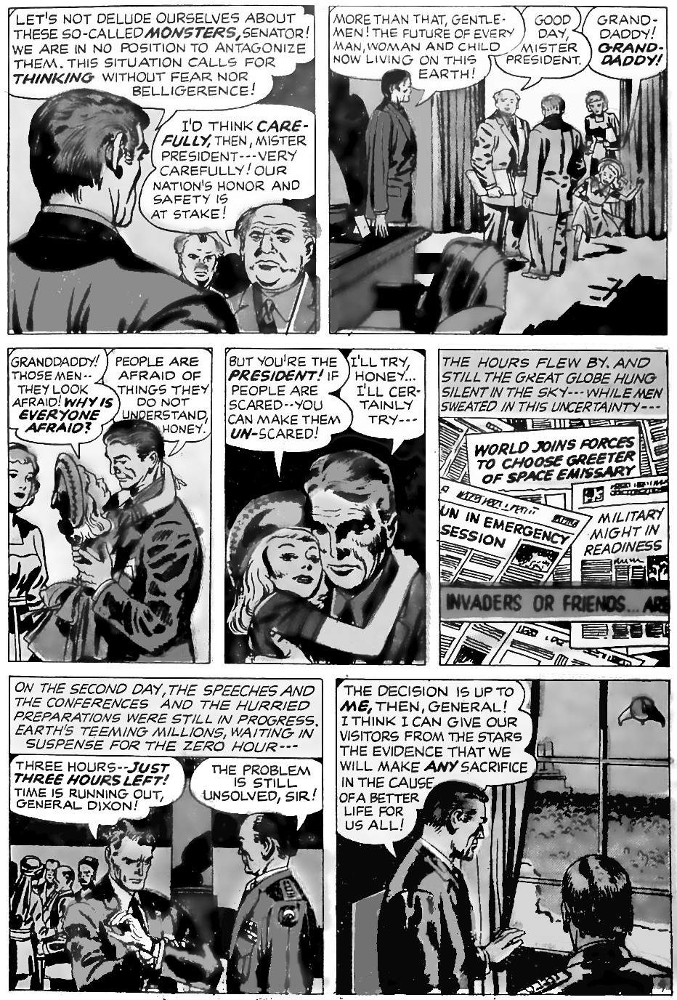 LET'S NOT DELUDE OURSELVES ABOUT
THESE SO-CALLED MONSTERS, SENATOR!
WE ARE IN NO POSITION TO ANTAGONIZE
THEM. THIS SITUATION CALLS FOR
THINKING WITHOUT FEAR NOR
BELLIGERENCE!
I'D THINK CARE-
FULLY, THEN, MISTER
PRESIDENT---VERY
CAREFULLY! OUR
NATION'S HONOR AND
SAFETY IS
AT STAKE!
MORE THAN THAT, GENTLE-
MEN! THE FUTURE OF EVERY
MAN, WOMAN AND CHILD
NOW LIVING ON THIS
EARTH!
GOOD
DAY,
MISTER
PRESIDENT.
GRAND-
DADDY!
GRAND-
DADDY!
GRANDDADDY!
THOSE MEN--
THEY LOOK
AFRAID! WHY IS
EVERYONE
AFRAID?
PEOPLE ARE
AFRAID OF
THINGS THEY
DO NOT
UNDERSTAND,
HONEY.
BUT YOU'RE THE
PRESIDENT! IF
PEOPLE ARE
SCARED--YOU
CAN MAKE THEM
UN-SCARED!
I'LL TRY,
HONEY...
I'LL CER-
TAINLY
TRY---
THE HOURS FLEW BY. AND
STILL THE GREAT GLOBE HUNG
SILENT IN THE SKY---WHILE MEN
SWEATED IN THIS UNCERTAINTY---
WORLD JOINS FORCES
TO CHOOSE GREETER
OF SPACE EMISSARY
UN IN EMERGENCY
SESSION
MILITARY
MIGHT IN
READINESS
INVADERS OR FRIENDS... ARE
ON THE SECOND DAY, THE SPEECHES AND
THE CONFERENCES AND THE HURRIED
PREPARATIONS WERE STILL IN PROGRESS.
EARTH'S TEEMING MILLIONS, WAITING IN
SUSPENSE FOR THE ZERO HOUR---
THREE HOURS--JUST
THREE HOURS LEFT!
TIME IS RUNNING OUT,
GENERAL DIXON!
THE PROBLEM
IS STILL
UNSOLVED, SIR!
THE DECISION IS UP TO
ME, THEN, GENERAL!
I THINK I CAN GIVE OUR
VISITORS FROM THE STARS
THE EVIDENCE THAT WE
WILL MAKE ANY SACRIFICE
IN THE CAUSE
OF A BETTER
LIFE FOR
US ALL!